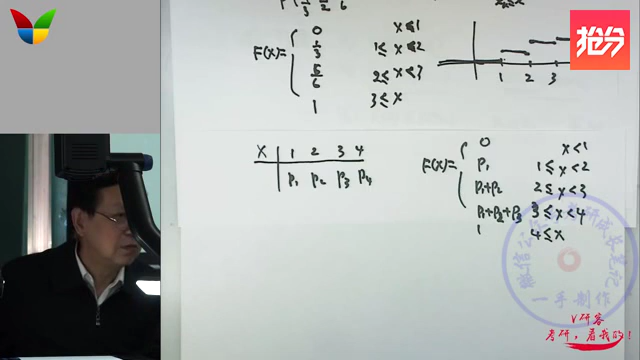 抢分
F(X)= { 0 x≤1
1/3 1≤x≤2
5/6 2≤x<3
1 3≤x
1 2 3
X 1 2 3 4
P₁ P₂ P₃ P₄
F(X)= { 0 x<1
P₁ 1≤x<2
P₁+P₂ 2≤x<3
P₁+P₂+P₃ 3≤x<4
1 4≤x
一手制作
V研客
考研，看我的！